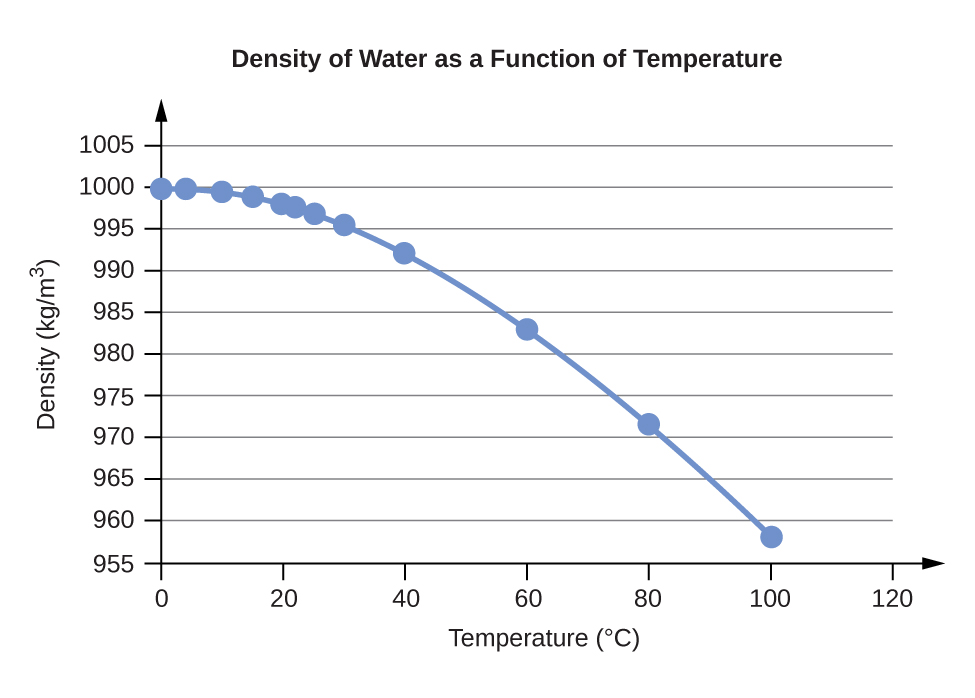 Density of Water as a Function of Temperature
1005
1000
995
990
985
980
975
970
965
960
955
Density (kg/m³)
0 20 40 60 80 100 120
Temperature (°C)